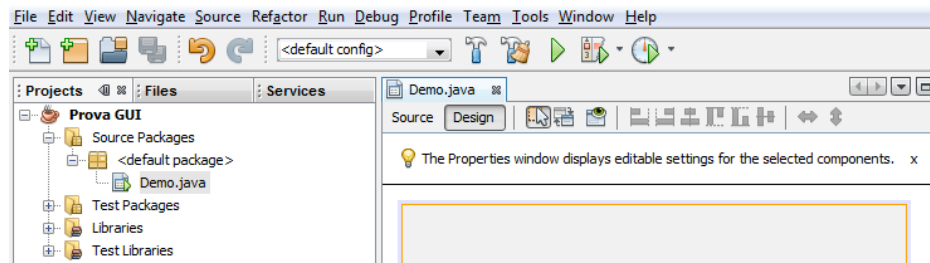 File Edit View Navigate Source Refactor Run Debug Profile Team Tools Window Help
<default config>
Projects Files Services
Demo.java
Source Design
Prova GUI
Source Packages
<default package>
Demo.java
Test Packages
Libraries
Test Libraries
The Properties window displays editable settings for the selected components. x